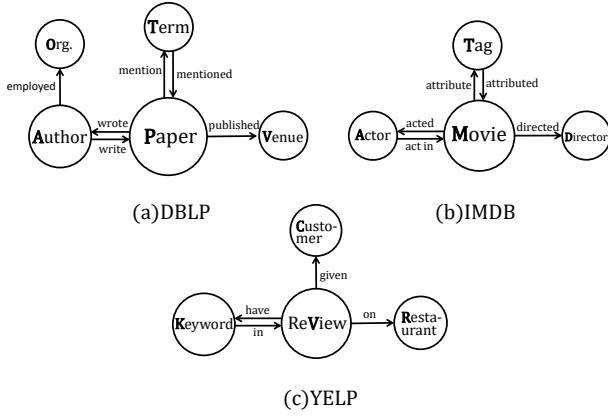 Org.
Term
employed
mention
mentioned
Author
wrote
write
Paper
published
Venue
(a)DBLP
Tag
attribute
attributed
Actor
acted
act in
Movie
directed
Director
(b)IMDB
Custo-
mer
given
Keyword
have
in
ReView
on
Resta-
urant
(c)YELP